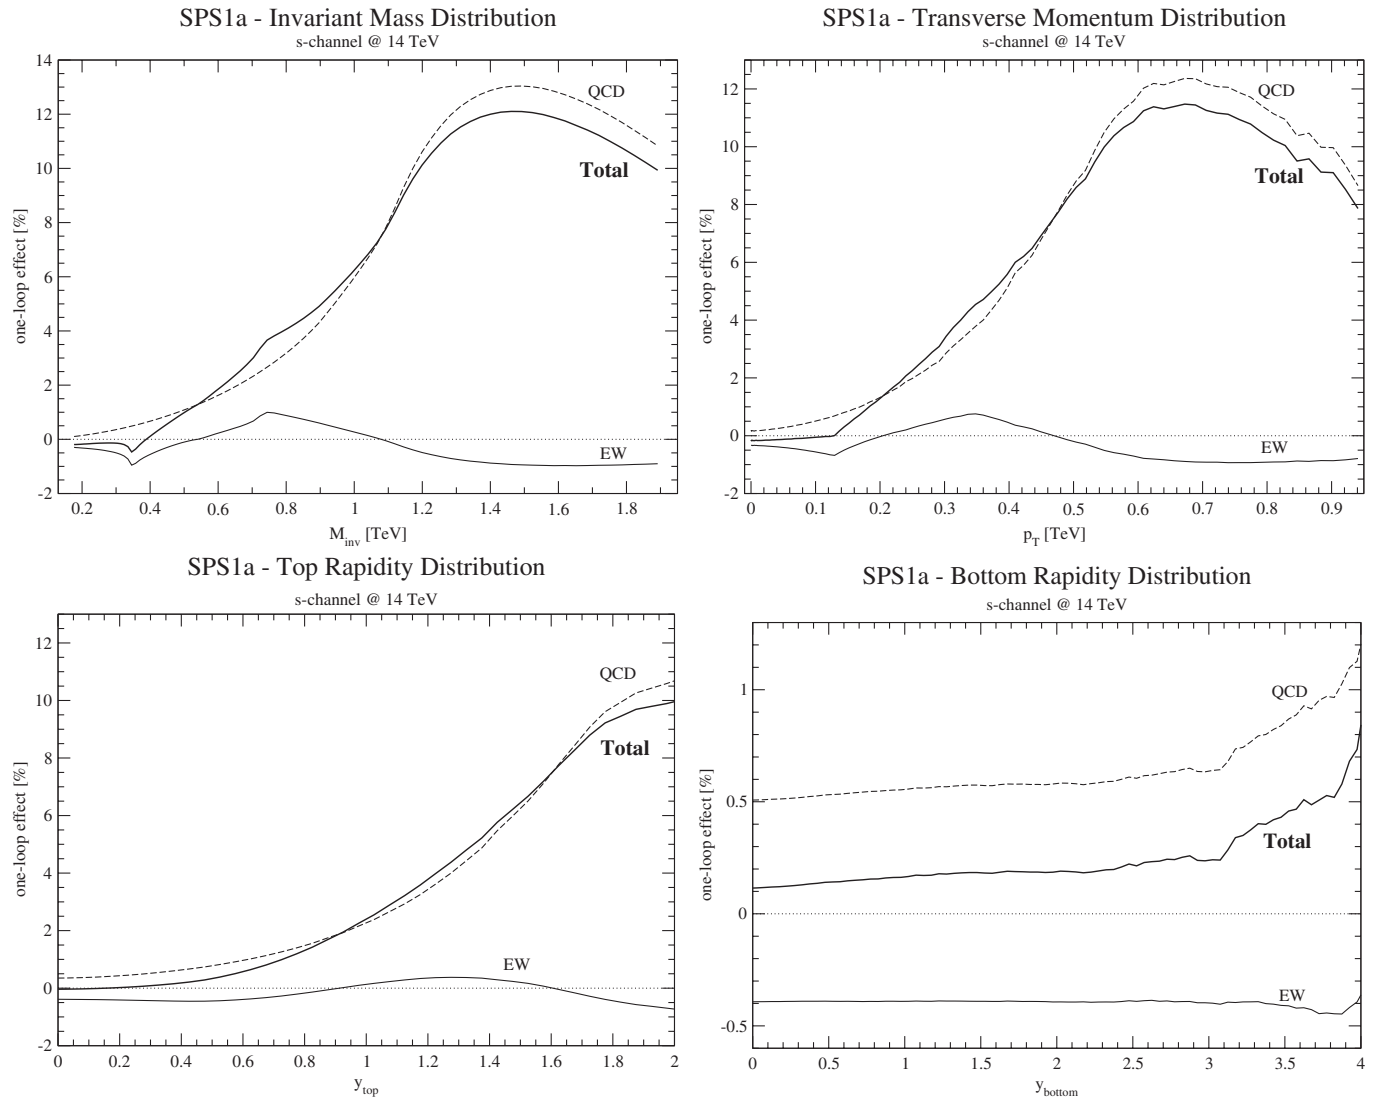 SPS1a - Invariant Mass Distribution
s-channel @ 14 TeV
14
12
10
8
6
4
2
0
-2
one-loop effect [%]
QCD
Total
EW
0.2 0.4 0.6 0.8 1 1.2 1.4 1.6 1.8
M_inv [TeV]
SPS1a - Transverse Momentum Distribution
s-channel @ 14 TeV
12
10
8
6
4
2
0
-2
one-loop effect [%]
QCD
Total
EW
0 0.1 0.2 0.3 0.4 0.5 0.6 0.7 0.8 0.9
p_T [TeV]
SPS1a - Top Rapidity Distribution
s-channel @ 14 TeV
12
10
8
6
4
2
0
-2
one-loop effect [%]
QCD
Total
EW
0 0.2 0.4 0.6 0.8 1 1.2 1.4 1.6 1.8 2
y_top
SPS1a - Bottom Rapidity Distribution
s-channel @ 14 TeV
1
0.5
0
-0.5
one-loop effect [%]
QCD
Total
EW
0 0.5 1 1.5 2 2.5 3 3.5 4
y_bottom